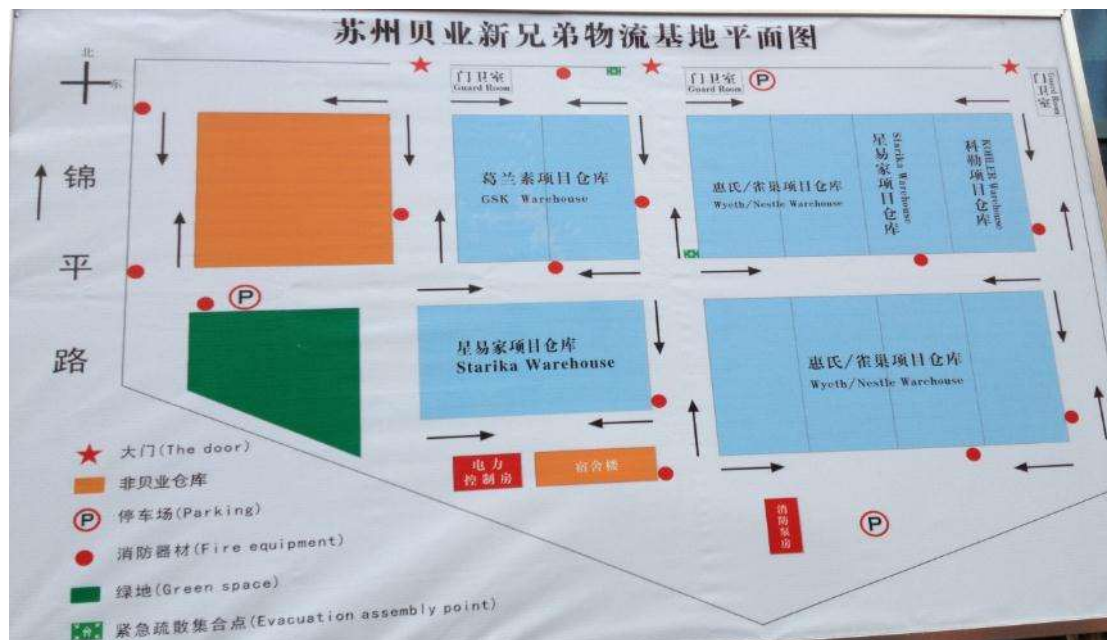 苏州贝业新兄弟物流基地平面图
北
东
门卫室
Guard Room
门卫室
Guard Room
P
门卫室
Guard Room
锦平路
葛兰素项目仓库
GSK Warehouse
惠氏/雀巢项目仓库
Wyeth/Nestle Warehouse
星易家项目仓库
Starika Warehouse
科勒项目仓库
KOHLER Warehouse
P
星易家项目仓库
Starika Warehouse
惠氏/雀巢项目仓库
Wyeth/Nestle Warehouse
电力
控制房
宿舍楼
消防泵房
P
大门(The door)
非贝业仓库
P 停车场(Parking)
消防器材(Fire equipment)
绿地(Green space)
紧急疏散集合点(Evacuation assembly point)